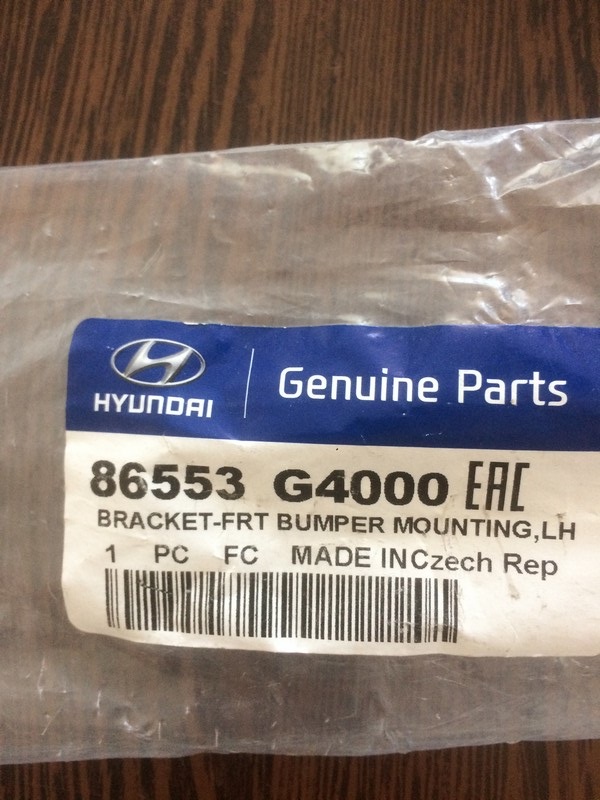 HYUNDAI
Genuine Parts
86553 G4000 EAC
BRACKET-FRT BUMPER MOUNTING,LH
1 PC FC MADE INCzech Rep